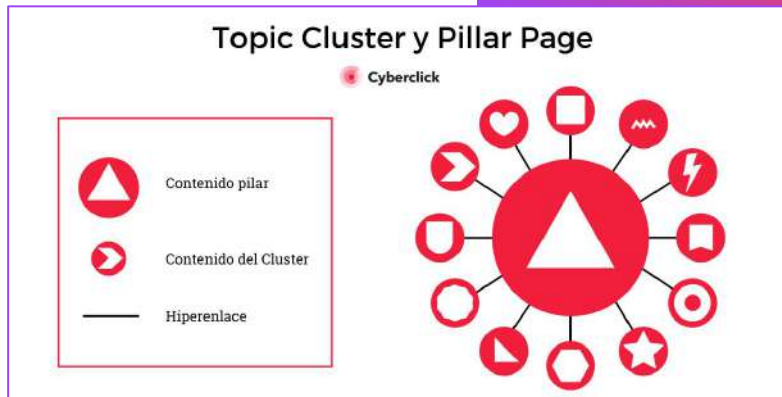 Topic Cluster y Pillar Page
Cyberclick
Contenido pilar
Contenido del Cluster
Hiperenlace